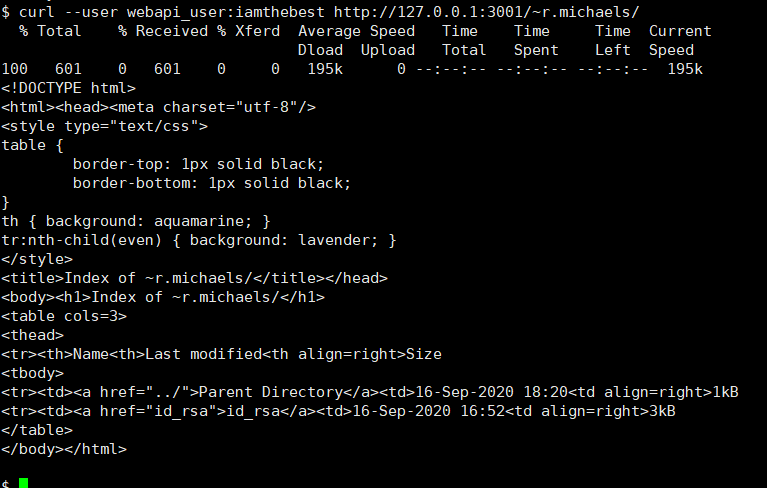 $ curl --user webapi_user:iamthebest http://127.0.0.1:3001/~r.michaels/
  % Total    % Received % Xferd  Average Speed   Time    Time     Time  Current
                                 Dload  Upload   Total   Spent    Left  Speed
100   601    0   601    0     0   195k      0 --:--:-- --:--:-- --:--:--  195k
<!DOCTYPE html>
<html><head><meta charset="utf-8"/>
<style type="text/css">
table {
        border-top: 1px solid black;
        border-bottom: 1px solid black;
}
th { background: aquamarine; }
tr:nth-child(even) { background: lavender; }
</style>
<title>Index of ~r.michaels/</title></head>
<body><h1>Index of ~r.michaels/</h1>
<table cols=3>
<thead>
<tr><th>Name<th>Last modified<th align=right>Size
<tbody>
<tr><td><a href="../">Parent Directory</a><td>16-Sep-2020 18:20<td align=right>1kB
<tr><td><a href="id_rsa">id_rsa</a><td>16-Sep-2020 16:52<td align=right>3kB
</table>
</body></html>
$